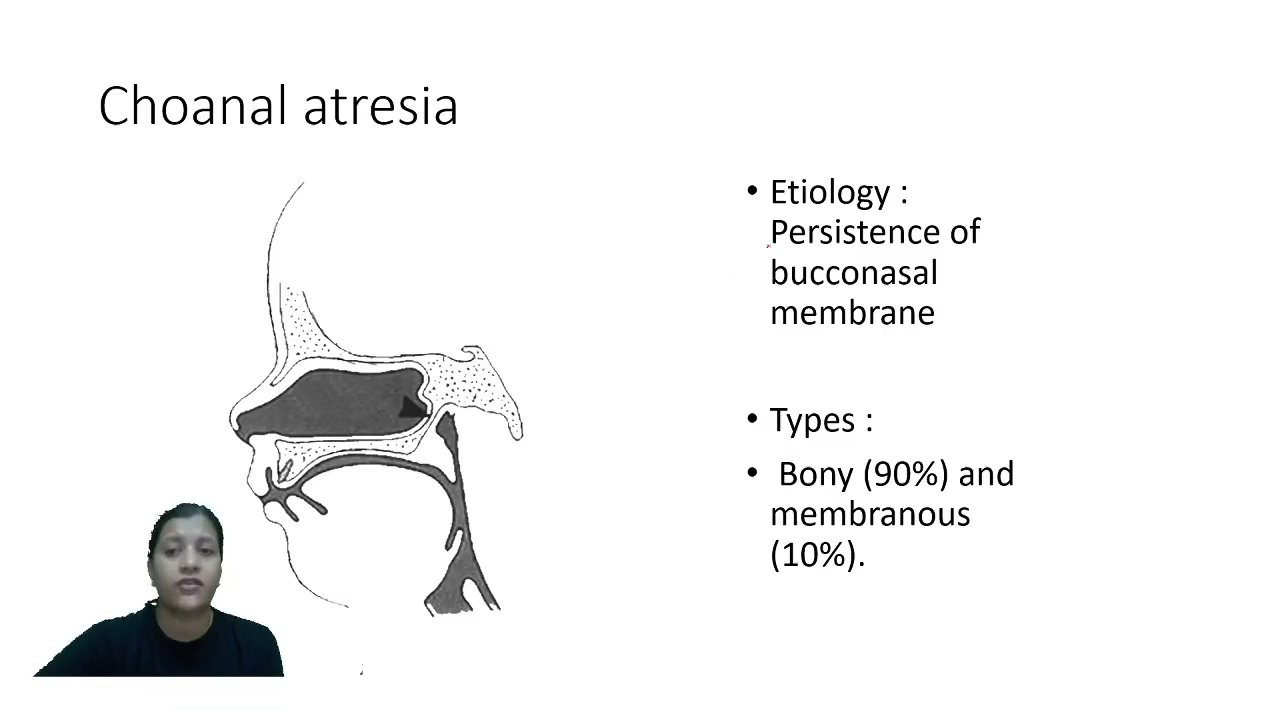 Choanal atresia
• Etiology :
Persistence of
bucconasal
membrane
• Types :
• Bony (90%) and
membranous
(10%).